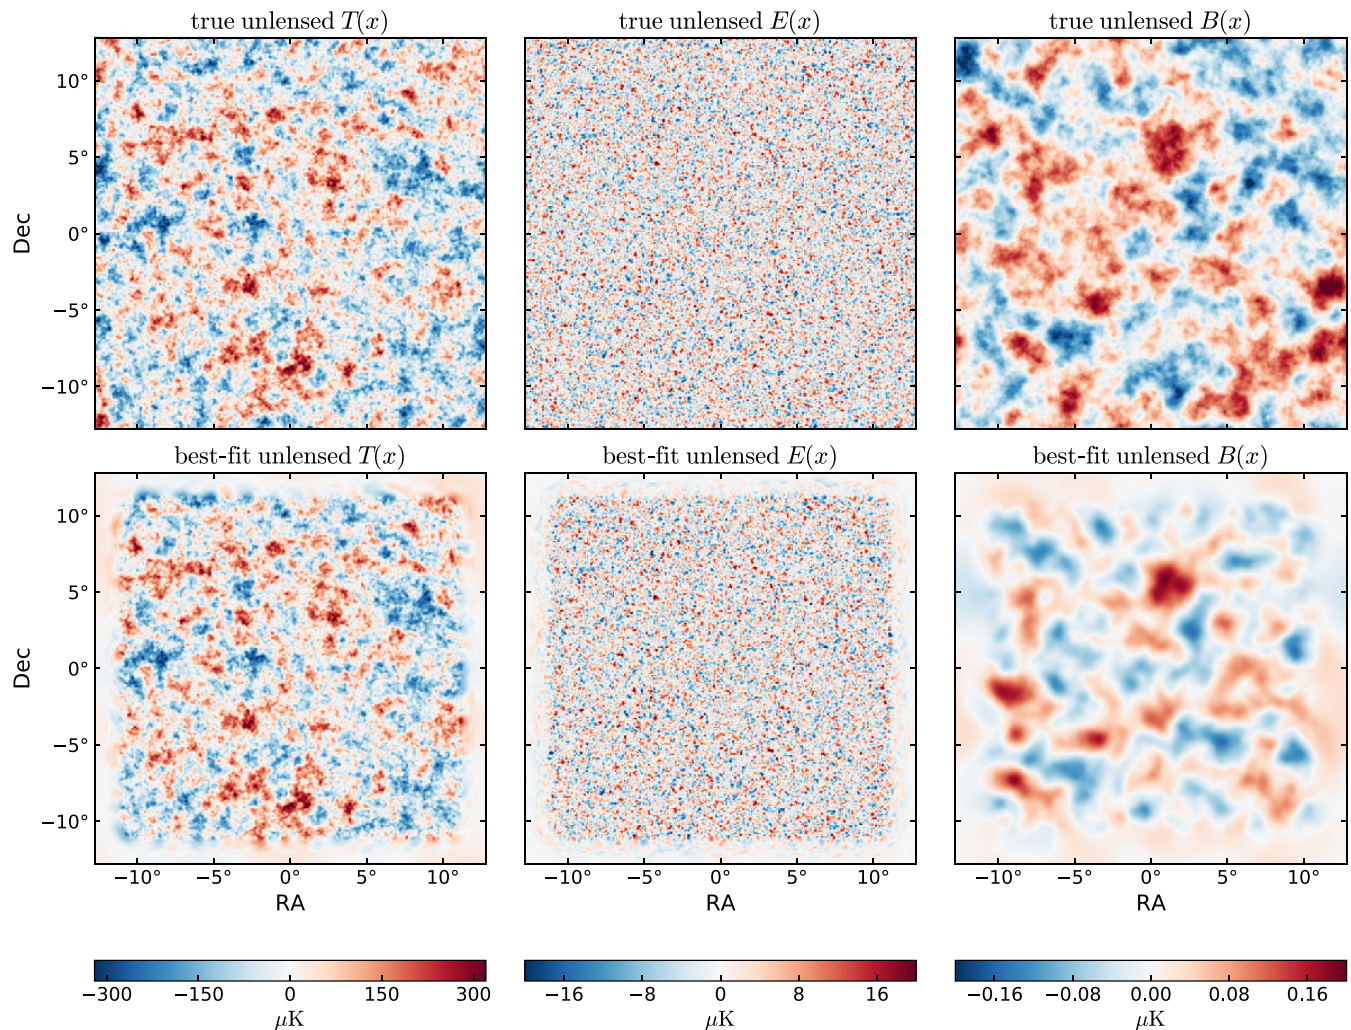 true unlensed T(x)
true unlensed E(x)
true unlensed B(x)
10°
5°
0°
−5°
−10°
Dec
best-fit unlensed T(x)
best-fit unlensed E(x)
best-fit unlensed B(x)
10°
5°
0°
−5°
−10°
Dec
−10° −5° 0° 5° 10°
−10° −5° 0° 5° 10°
−10° −5° 0° 5° 10°
RA
RA
RA
−300 −150 0 150 300
−16 −8 0 8 16
−0.16 −0.08 0.00 0.08 0.16
μK
μK
μK